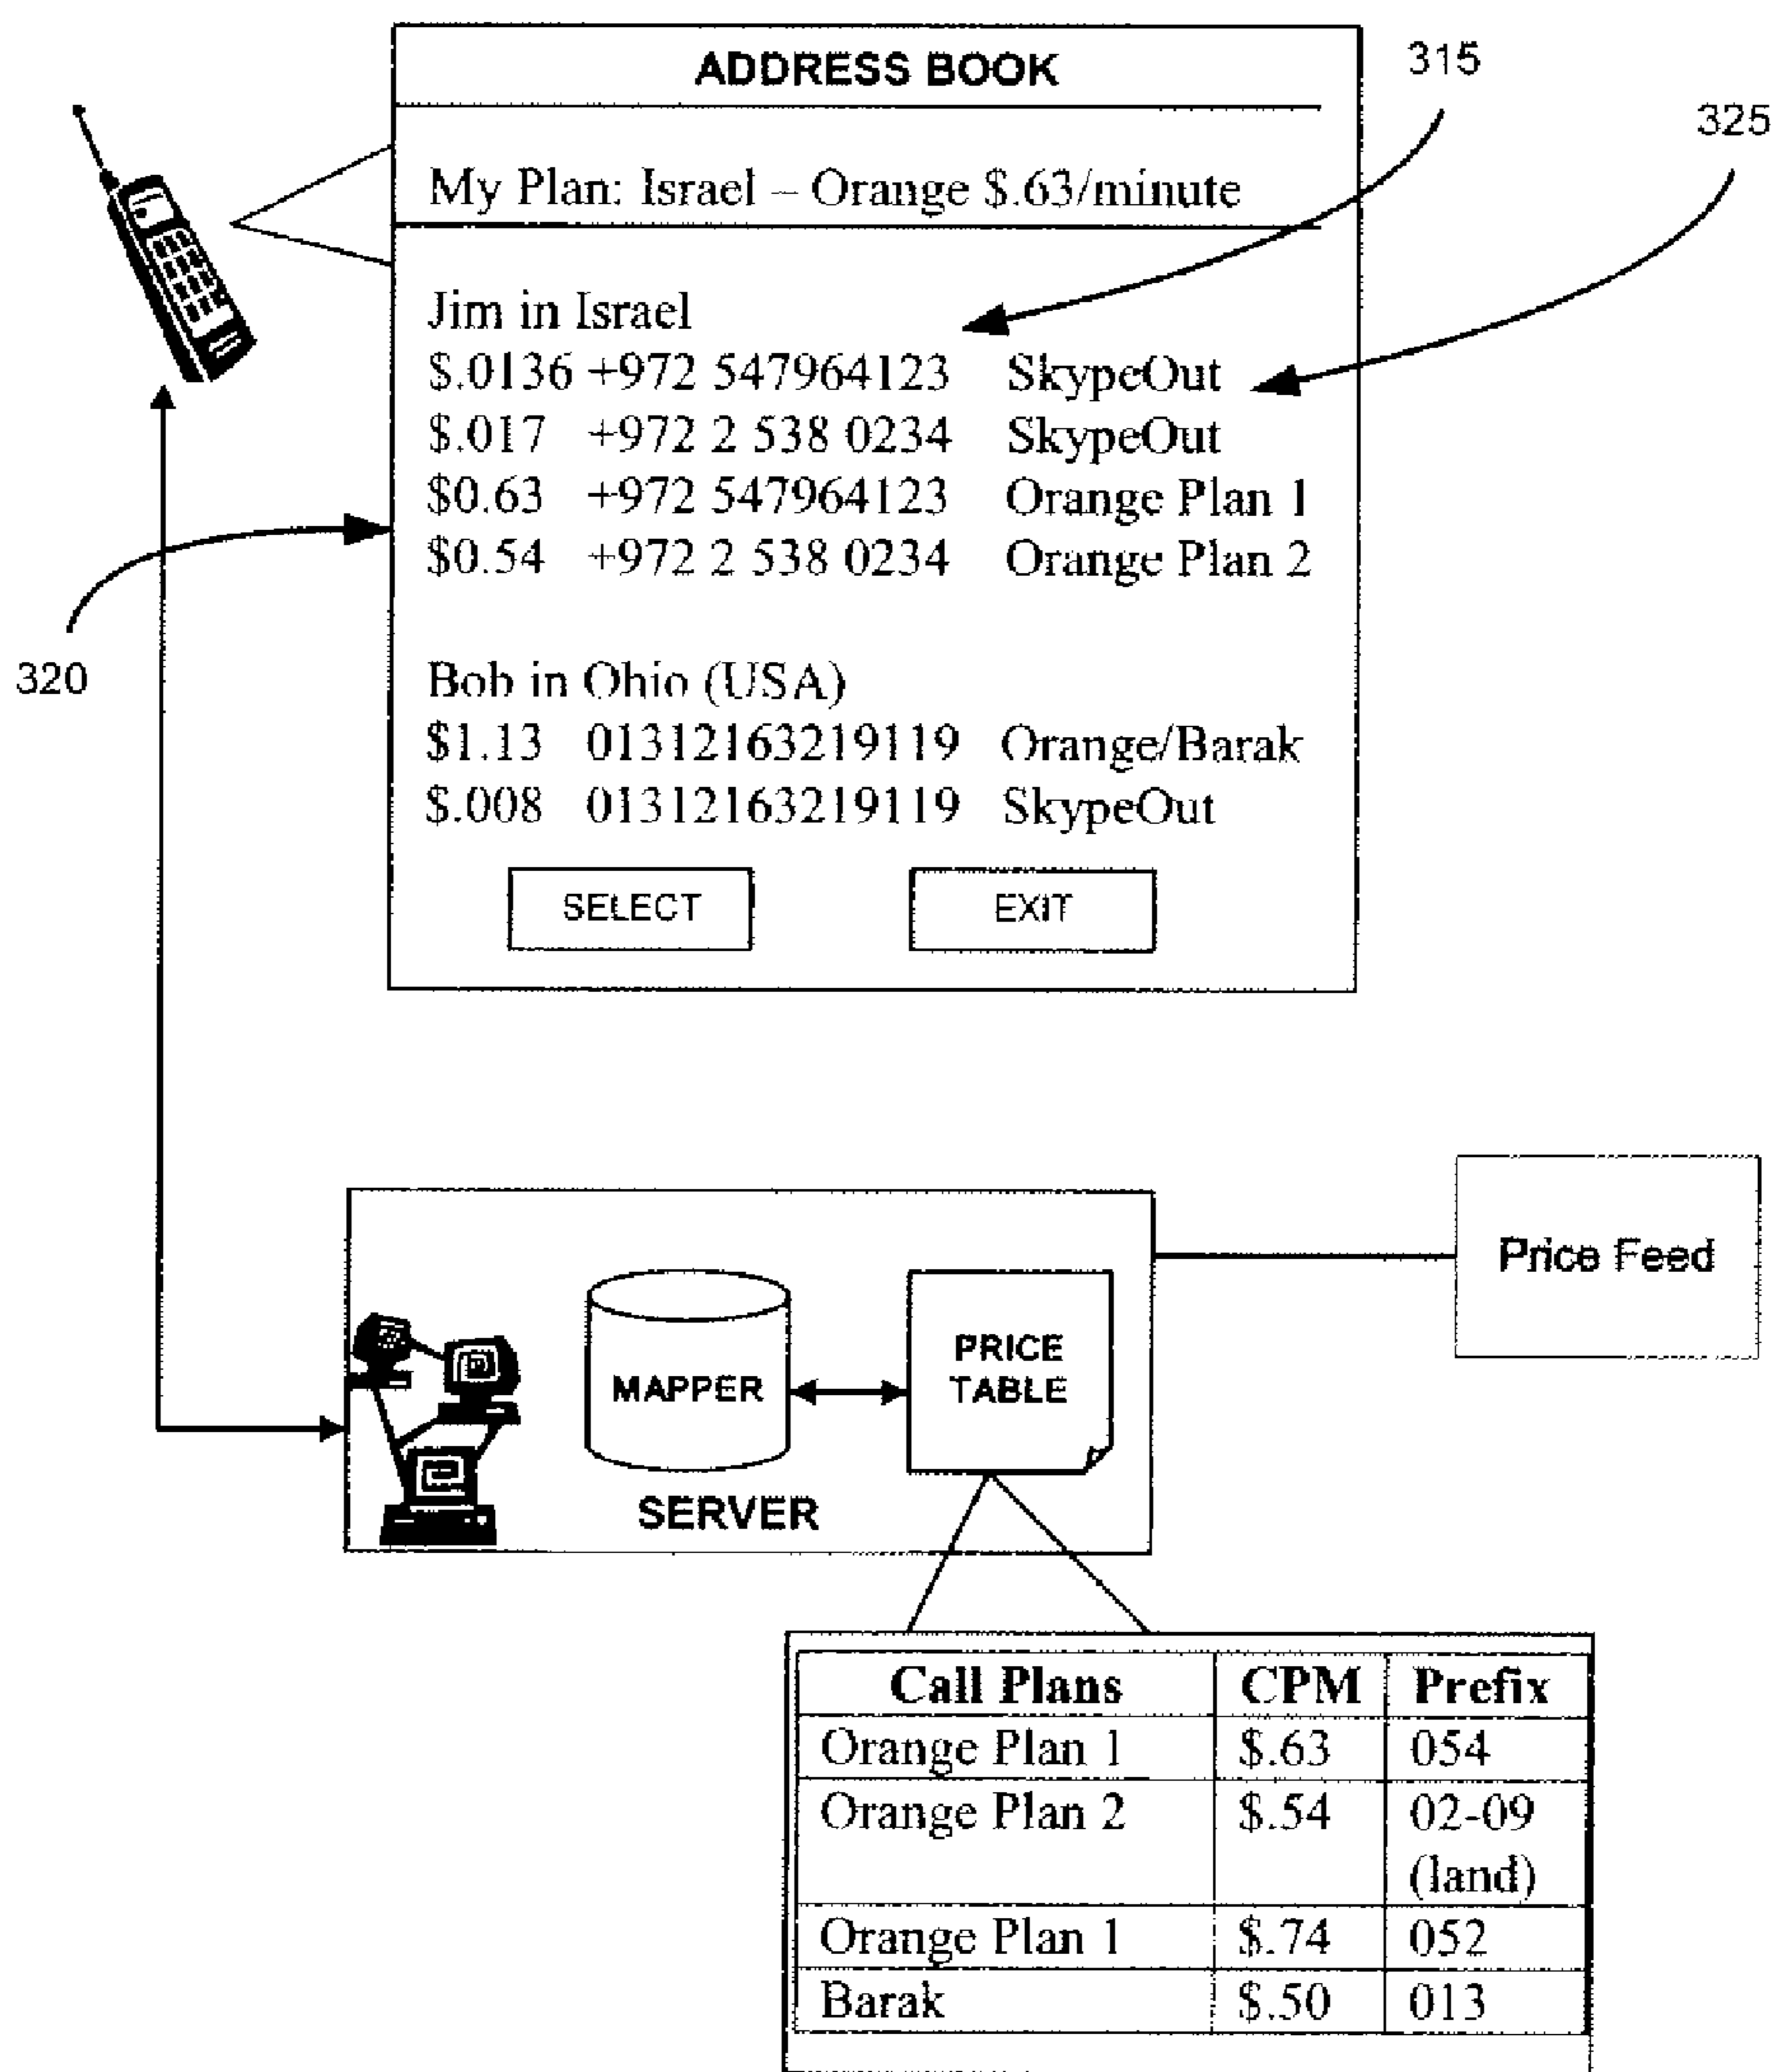 ADDRESS BOOK
315
325
My Plan: Israel – Orange $.63/minute
Jim in Israel
$.0136 +972 547964123 SkypeOut
$.017 +972 2 538 0234 SkypeOut
$0.63 +972 547964123 Orange Plan 1
$0.54 +972 2 538 0234 Orange Plan 2
320
Bob in Ohio (USA)
$1.13 01312163219119 Orange/Barak
$.008 01312163219119 SkypeOut
SELECT EXIT
Price Feed
MAPPER
PRICE
TABLE
SERVER
Call Plans CPM Prefix
Orange Plan 1 $.63 054
Orange Plan 2 $.54 02-09
(land)
Orange Plan 1 $.74 052
Barak $.50 013